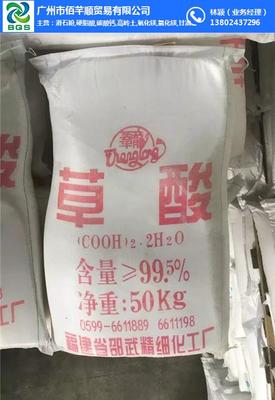 BQS
广州市佰芊顺贸易有限公司
主营：滑石粉,硬脂酸,碳酸钙,高岭土,氧化镁,氯化镁,甘油
林颖（业务经理）
13802437296
Chenglong
草酸
(COOH)₂·2H₂O
含量≥99.5%
净重:50Kg
0599-6611889 6611198
福建省邵武精细化工厂